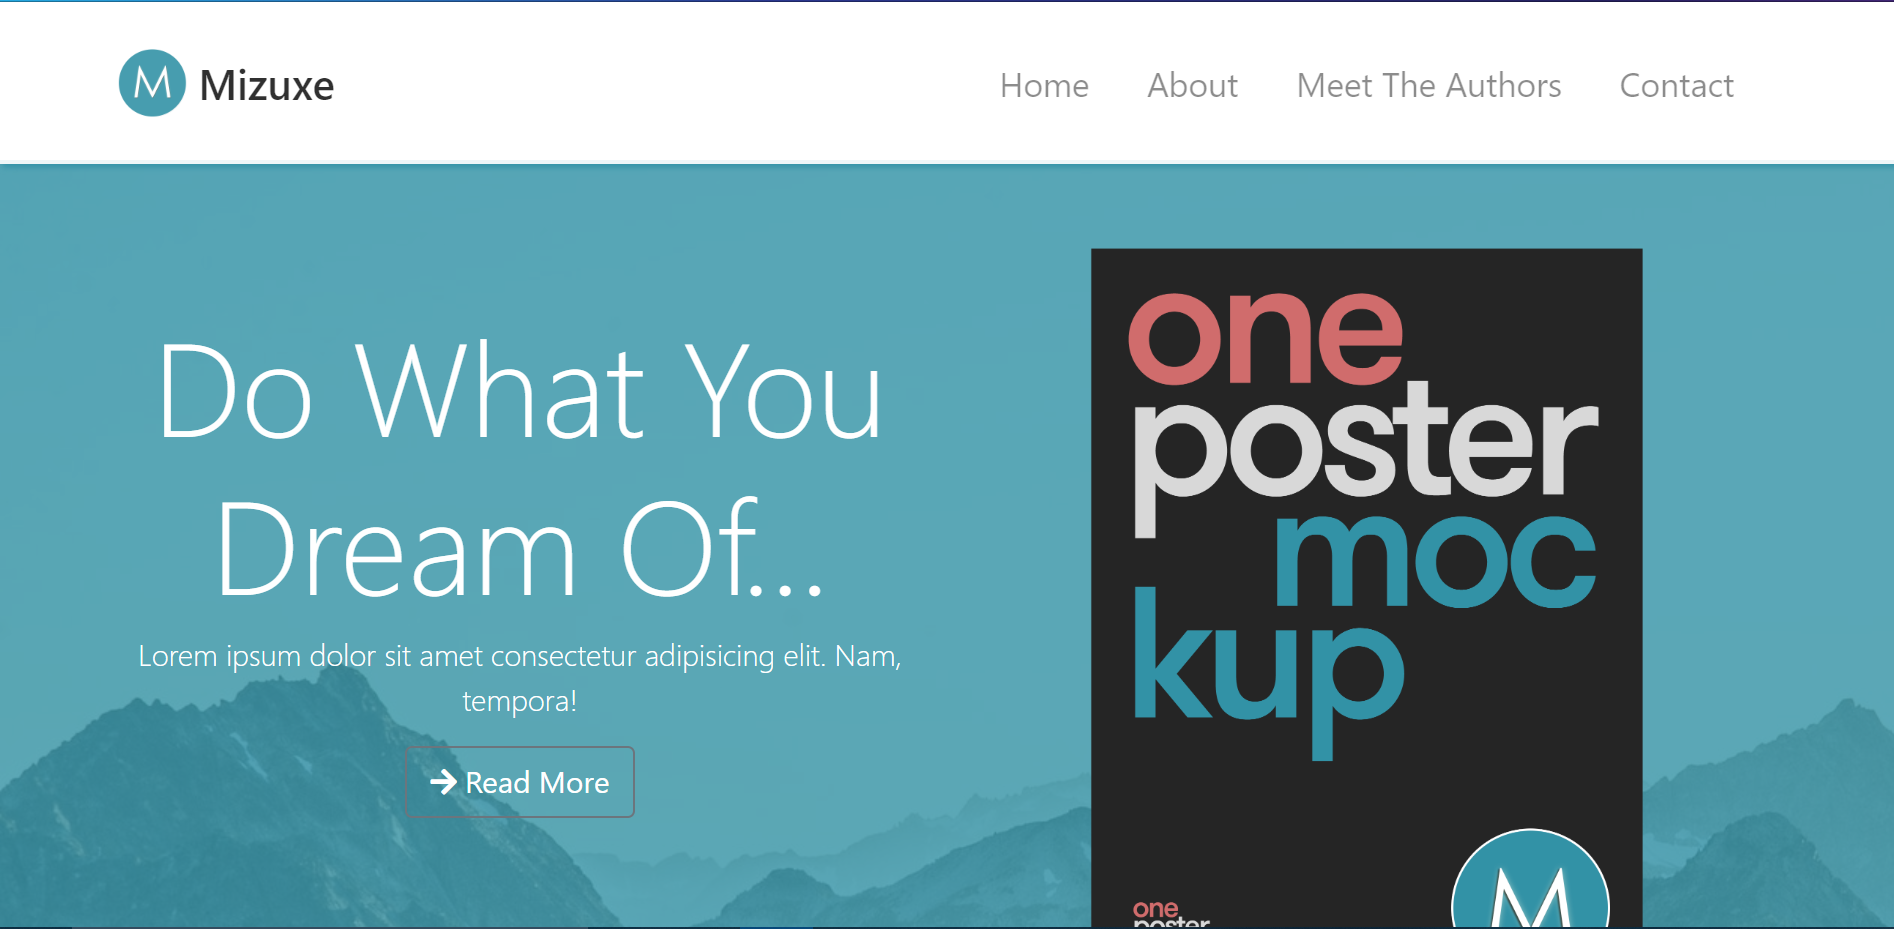 M Mizuxe
Home About Meet The Authors Contact
Do What You
Dream Of...
Lorem ipsum dolor sit amet consectetur adipisicing elit. Nam,
tempora!
Read More
one
poster
moc
kup
one
poster
M